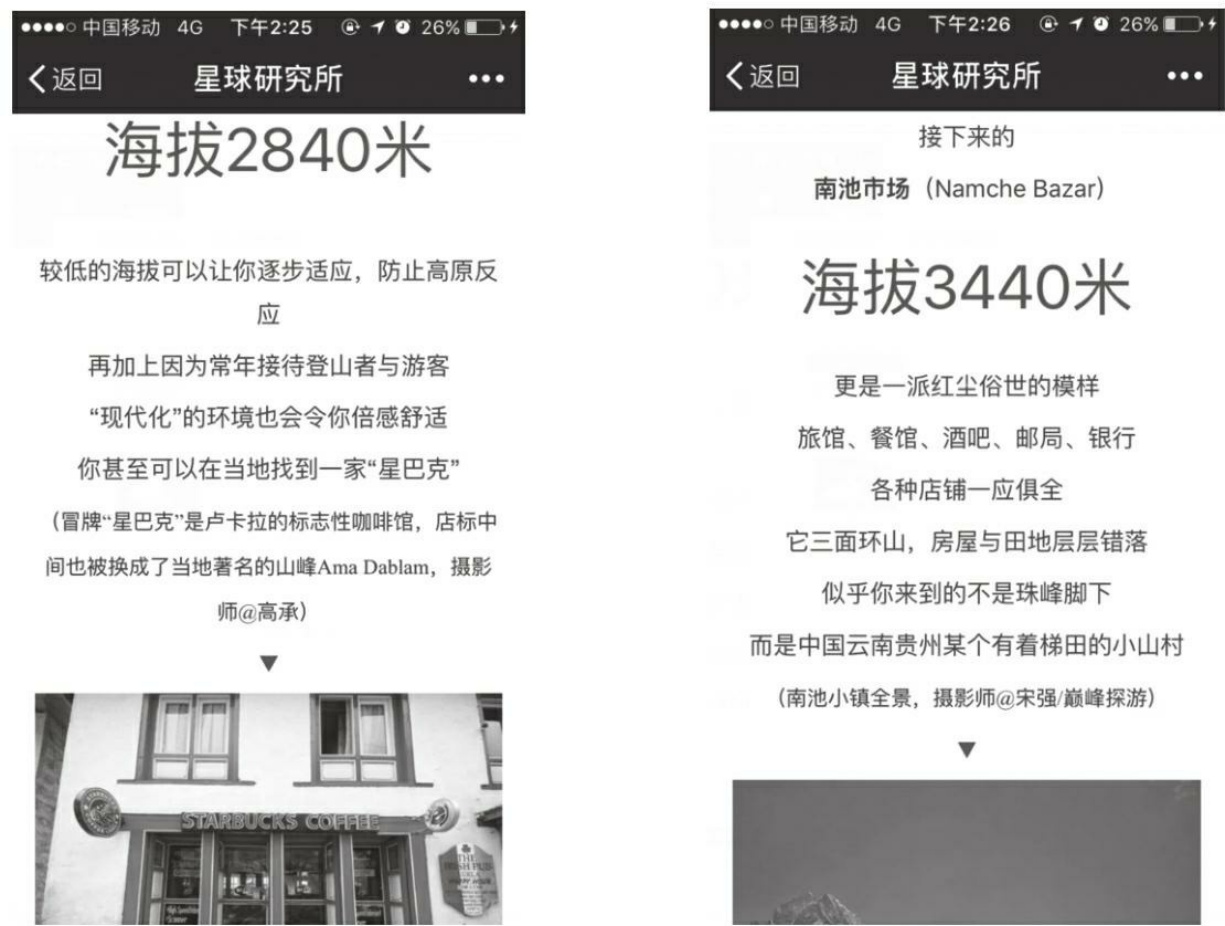 中国移动 4G 下午2:25 26%
返回 星球研究所
海拔2840米
较低的海拔可以让你逐步适应，防止高原反
应
再加上因为常年接待登山者与游客
“现代化”的环境也会令你倍感舒适
你甚至可以在当地找到一家“星巴克”
（冒牌“星巴克”是卢卡拉的标志性咖啡馆，店标中
间也被换成了当地著名的山峰Ama Dablam，摄影
师@高承）
STARBUCKS COFFEE
THE
IRISH PUB
中国移动 4G 下午2:26 26%
返回 星球研究所
接下来的
南池市场（Namche Bazar）
海拔3440米
更是一派红尘俗世的模样
旅馆、餐馆、酒吧、邮局、银行
各种店铺一应俱全
它三面环山，房屋与田地层层错落
似乎你来到的不是珠峰脚下
而是中国云南贵州某个有着梯田的小山村
（南池小镇全景，摄影师@宋强/巅峰探游）